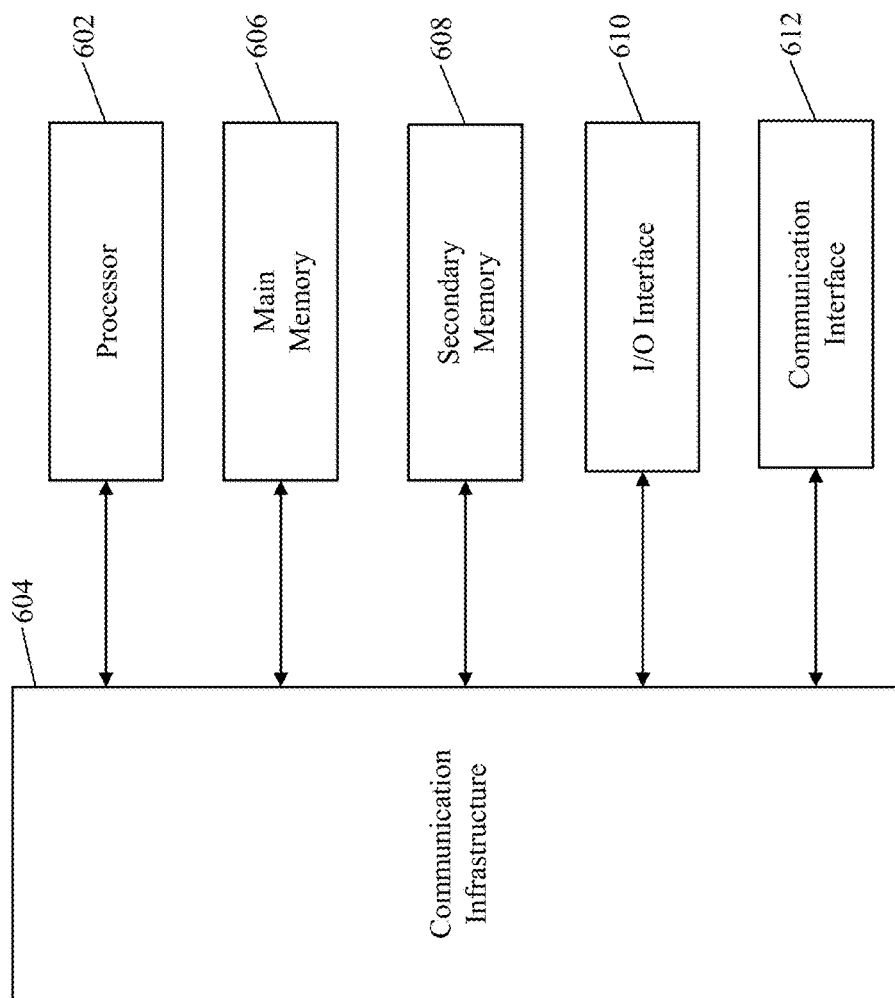 602
Processor
606
Main
Memory
608
Secondary
Memory
610
I/O Interface
612
Communication
Interface
604
Communication
Infrastructure